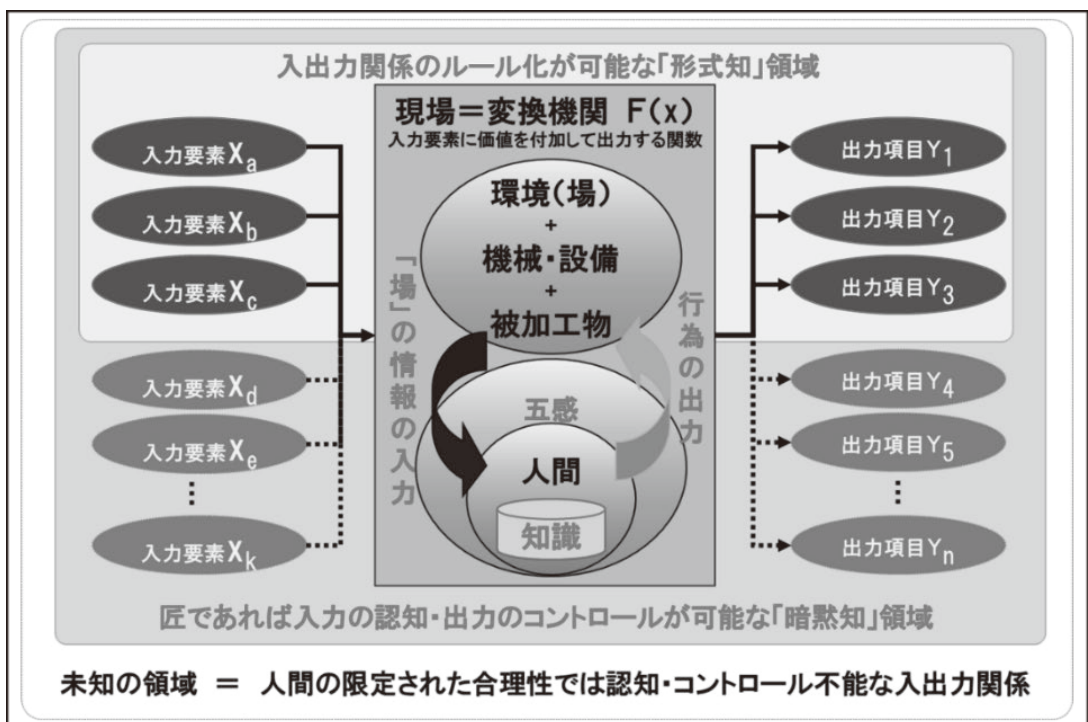 入出力関係のルール化が可能な「形式知」領域
現場＝変換機関 F(x)
入力要素に価値を付加して出力する関数
入力要素Xa
入力要素Xb
入力要素Xc
入力要素Xd
入力要素Xe
⋮
入力要素Xk
「場」の情報の入力
環境(場)
+
機械・設備
+
被加工物
五感
人間
知識
行為の出力
出力項目Y1
出力項目Y2
出力項目Y3
出力項目Y4
出力項目Y5
⋮
出力項目Yn
匠であれば入力の認知・出力のコントロールが可能な「暗黙知」領域
未知の領域 ＝ 人間の限定された合理性では認知・コントロール不能な入出力関係